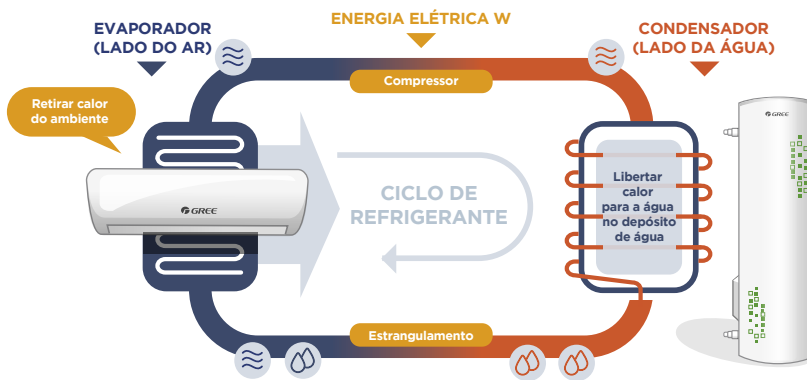 ENERGIA ELÉTRICA W
EVAPORADOR
(LADO DO AR)
CONDENSADOR
(LADO DA ÁGUA)
Compressor
Retirar calor
do ambiente
GREE
CICLO DE
REFRIGERANTE
Libertar
calor
para a água
no depósito
de água
GREE
Estrangulamento